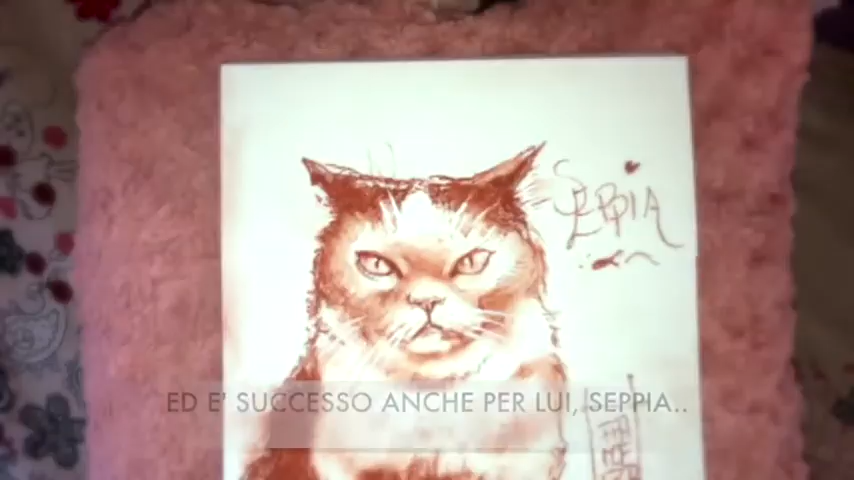 SEPPIA
ED E' SUCCESSO ANCHE PER LUI, SEPPIA..